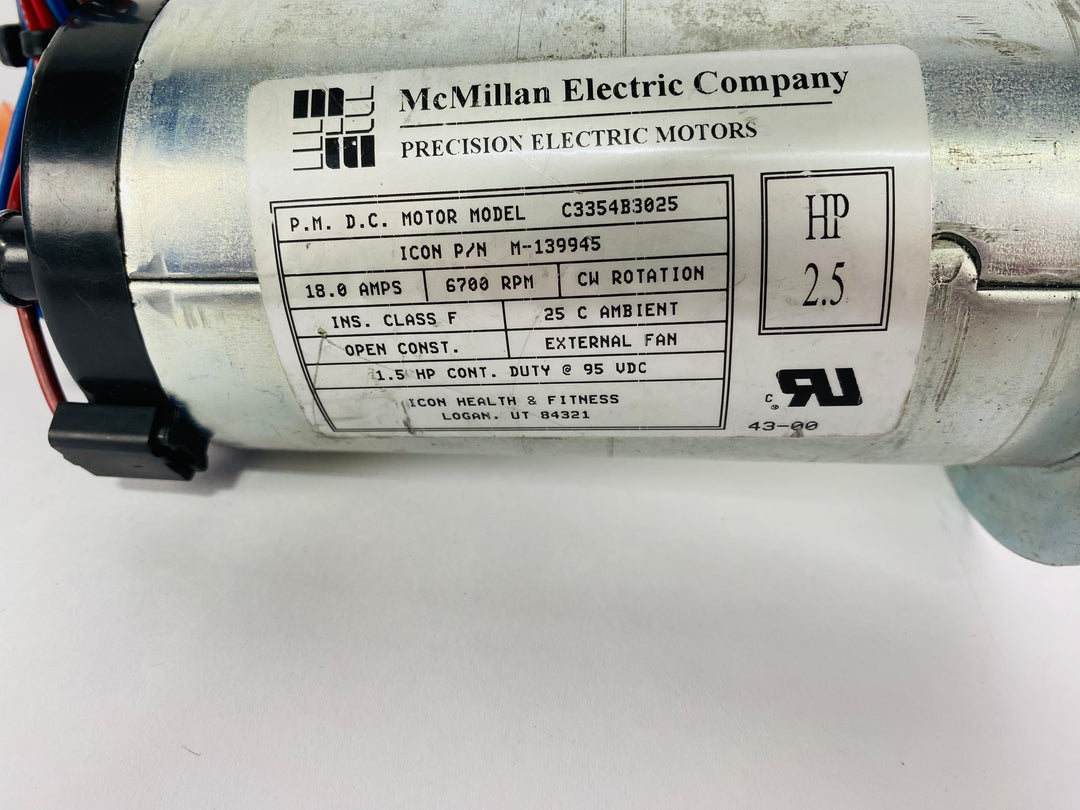 McMillan Electric Company
PRECISION ELECTRIC MOTORS
P.M. D.C. MOTOR MODEL C3354B3025
ICON P/N M-139945
18.0 AMPS 6700 RPM CW ROTATION
INS. CLASS F 25 C AMBIENT
OPEN CONST. EXTERNAL FAN
1.5 HP CONT. DUTY @ 95 VDC
ICON HEALTH & FITNESS
LOGAN. UT 84321
HP
2.5
C RU
®
43-00